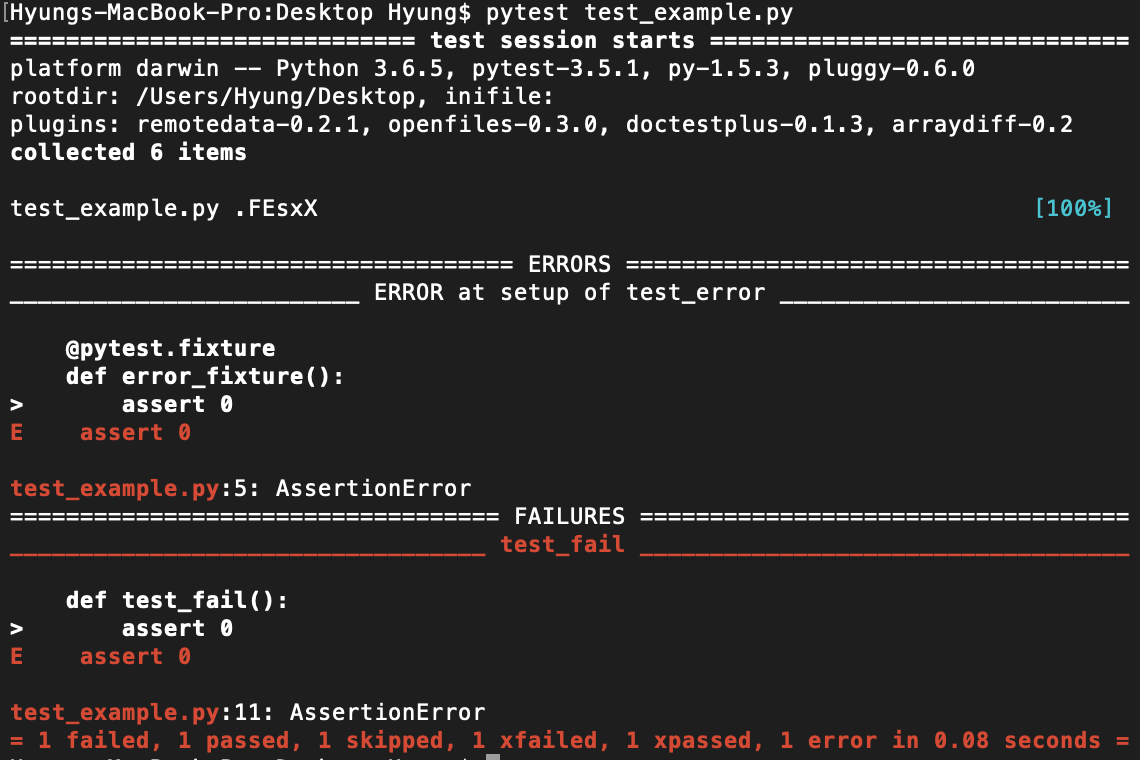 [Hyungs-MacBook-Pro:Desktop Hyung$ pytest test_example.py
============================= test session starts ==============================
platform darwin -- Python 3.6.5, pytest-3.5.1, py-1.5.3, pluggy-0.6.0
rootdir: /Users/Hyung/Desktop, inifile:
plugins: remotedata-0.2.1, openfiles-0.3.0, doctestplus-0.1.3, arraydiff-0.2
collected 6 items
test_example.py .FEsxX [100%]
==================================== ERRORS ====================================
_________________________ ERROR at setup of test_error _________________________
@pytest.fixture
def error_fixture():
> assert 0
E assert 0
test_example.py:5: AssertionError
=================================== FAILURES ===================================
__________________________________ test_fail ___________________________________
def test_fail():
> assert 0
E assert 0
test_example.py:11: AssertionError
= 1 failed, 1 passed, 1 skipped, 1 xfailed, 1 xpassed, 1 error in 0.08 seconds =